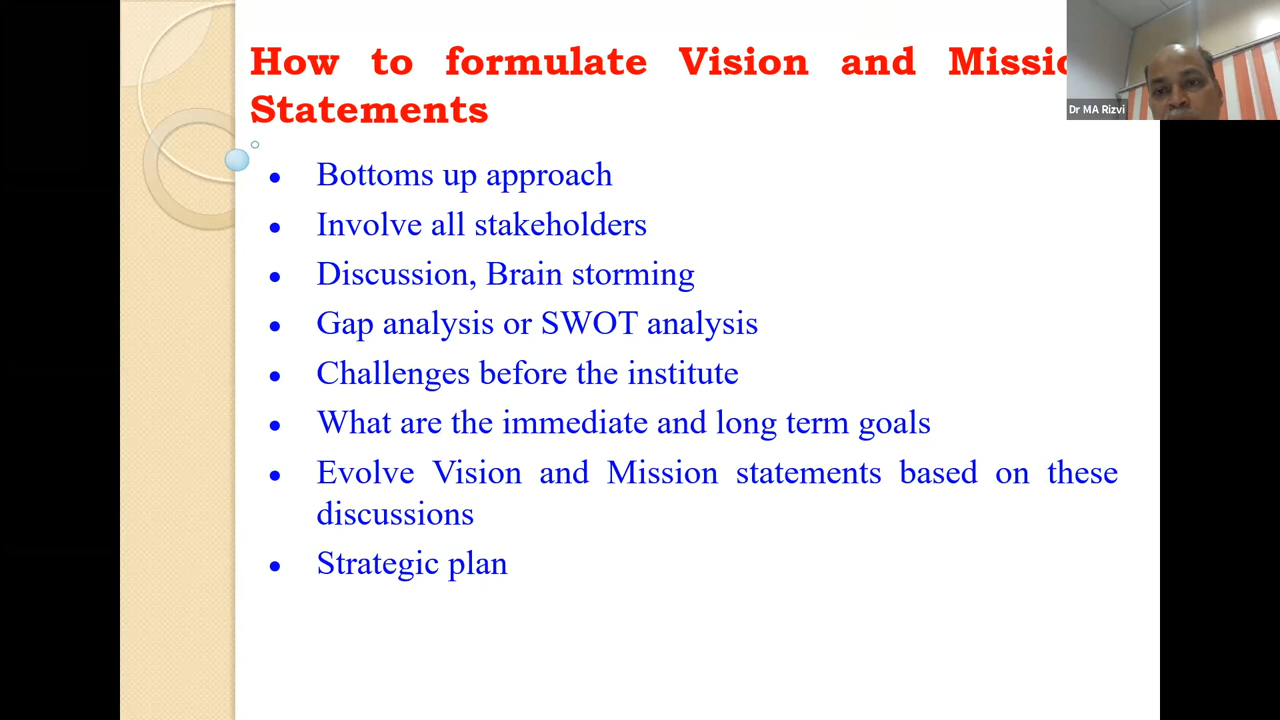 How to formulate Vision and Missio
Statements
Dr MA Rizvi
• Bottoms up approach
• Involve all stakeholders
• Discussion, Brain storming
• Gap analysis or SWOT analysis
• Challenges before the institute
• What are the immediate and long term goals
• Evolve Vision and Mission statements based on these
discussions
• Strategic plan